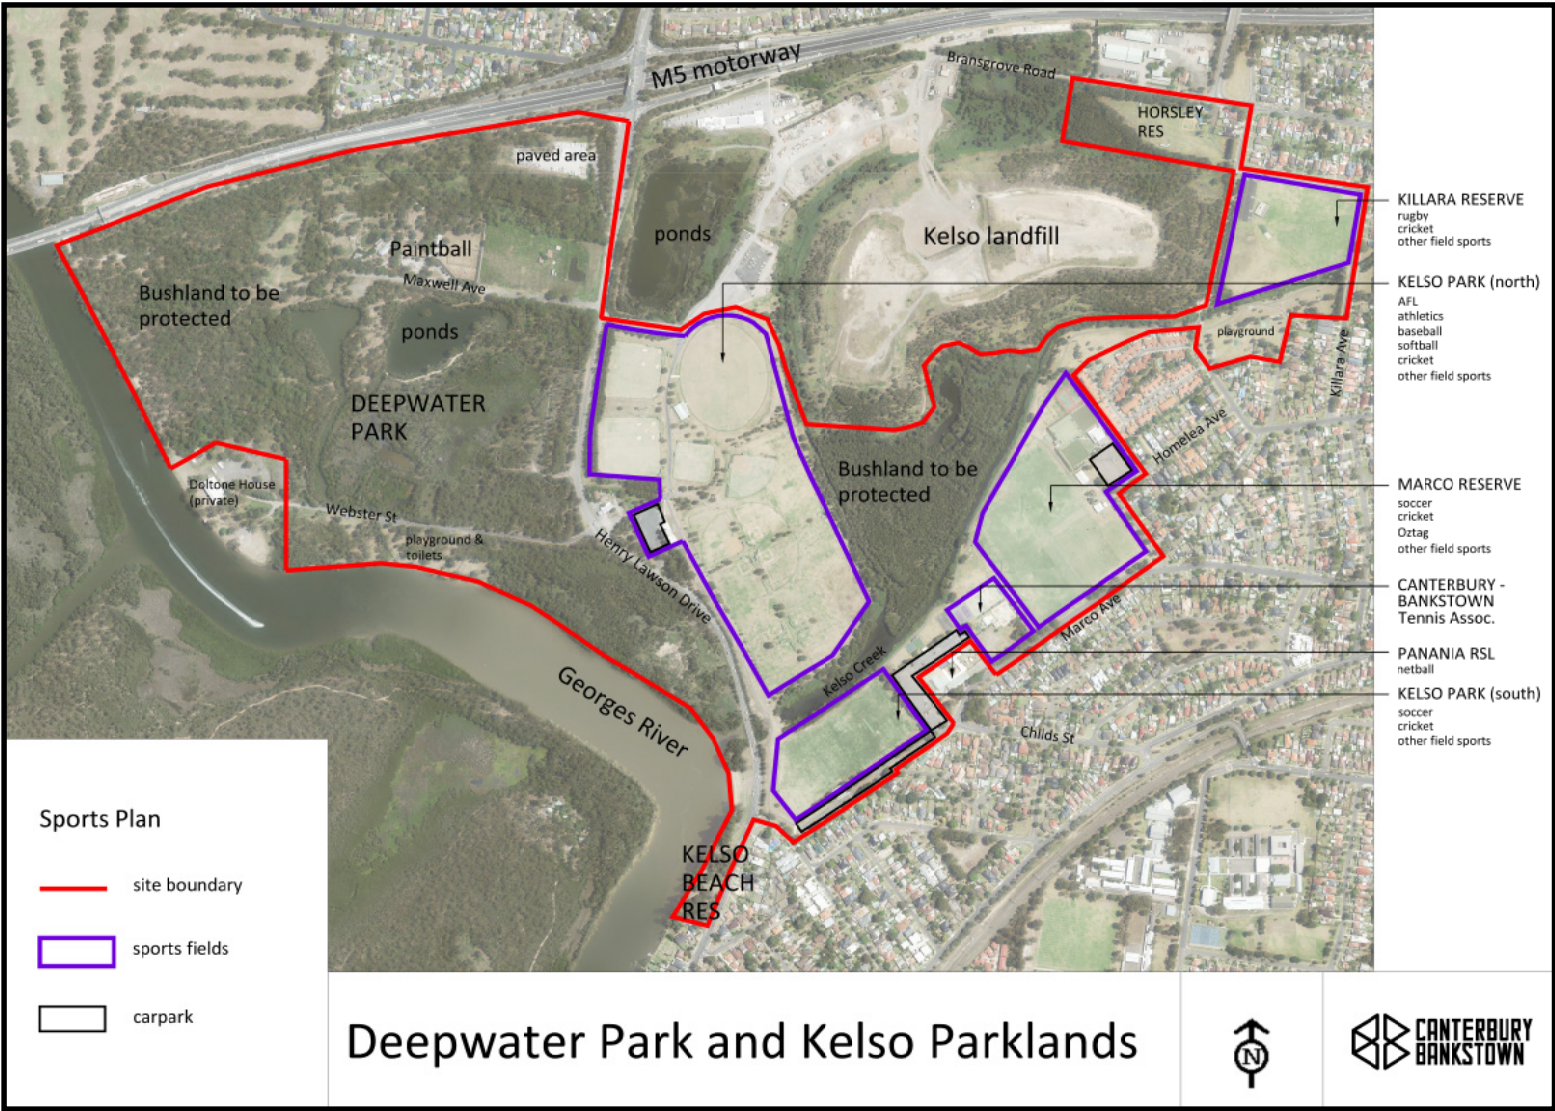 M5 motorway
Bransgrove Road
HORSLEY
RES
paved area
ponds
Kelso landfill
Paintball
Maxwell Ave
Bushland to be
protected
ponds
playground
Killara Ave
DEEPWATER
PARK
Homelea Ave
Bushland to be
protected
Doltone House
(private)
Webster St
playground &
toilets
Henry Lawson Drive
Marco Ave
Kelso Creek
Georges River
Chlids St
KELSO
BEACH
RES
KILLARA RESERVE
rugby
cricket
other field sports
KELSO PARK (north)
AFL
athletics
baseball
softball
cricket
other field sports
MARCO RESERVE
soccer
cricket
Oztag
other field sports
CANTERBURY -
BANKSTOWN
Tennis Assoc.
PANANIA RSL
netball
KELSO PARK (south)
soccer
cricket
other field sports
Sports Plan
site boundary
sports fields
carpark
Deepwater Park and Kelso Parklands
N
CANTERBURY
BANKSTOWN